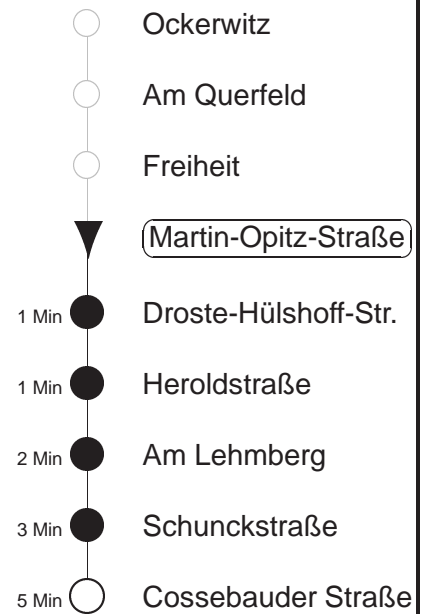 Ockerwitz
Am Querfeld
Freiheit
Martin-Opitz-Straße
1 Min Droste-Hülshoff-Str.
1 Min Heroldstraße
2 Min Am Lehmberg
3 Min Schunckstraße
5 Min Cossebauder Straße